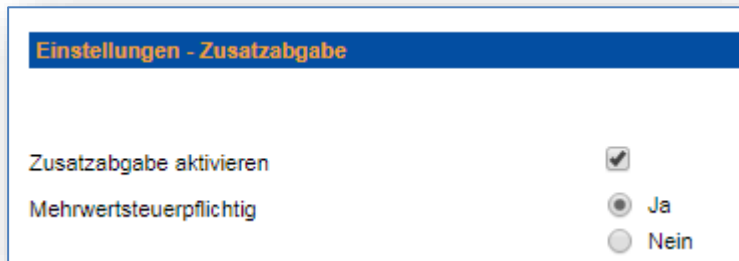 Einstellungen - Zusatzabgabe
Zusatzabgabe aktivieren
Mehrwertsteuerpflichtig
Ja
Nein